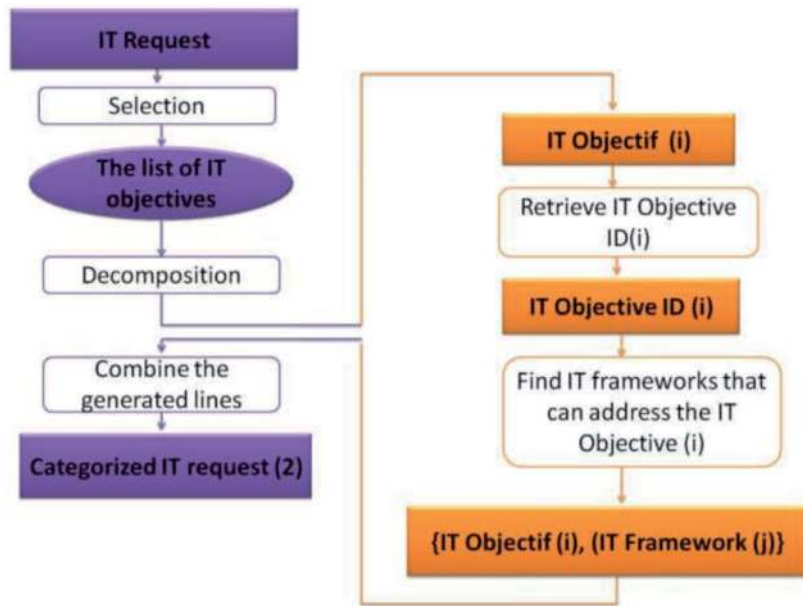 IT Request
Selection
The list of IT
objectives
Decomposition
Combine the
generated lines
Categorized IT request (2)
IT Objectif (i)
Retrieve IT Objective
ID(i)
IT Objective ID (i)
Find IT frameworks that
can address the IT
Objective (i)
{IT Objectif (i), (IT Framework (j)}